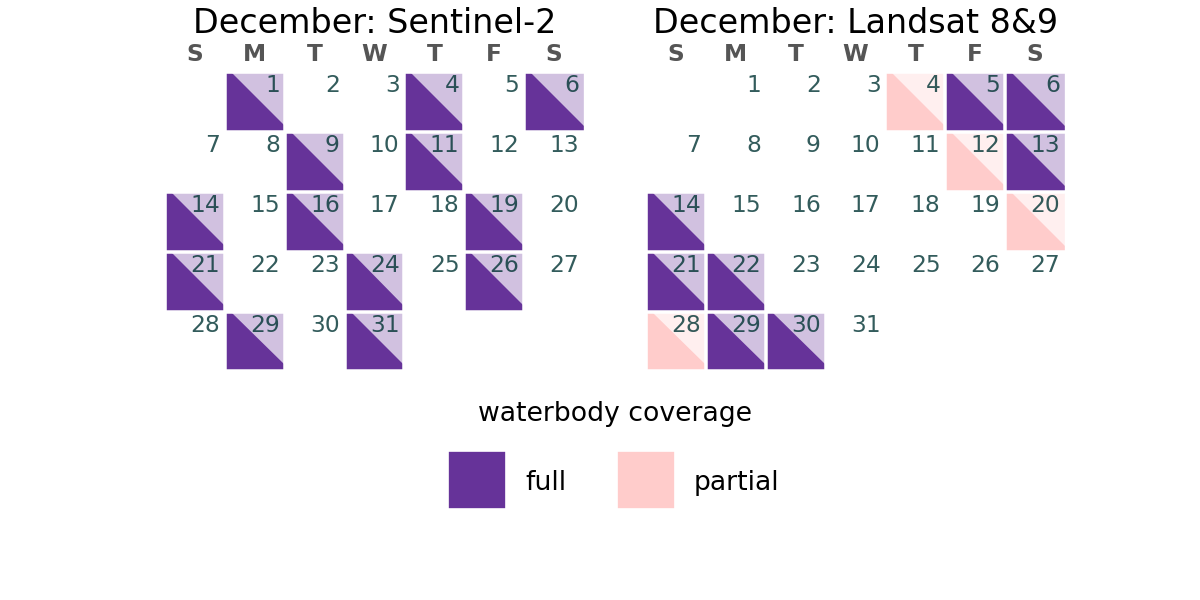 December: Sentinel-2
S M T W T F S
1 2 3 4 5 6
7 8 9 10 11 12 13
14 15 16 17 18 19 20
21 22 23 24 25 26 27
28 29 30 31
December: Landsat 8&9
S M T W T F S
1 2 3 4 5 6
7 8 9 10 11 12 13
14 15 16 17 18 19 20
21 22 23 24 25 26 27
28 29 30 31
waterbody coverage
full partial